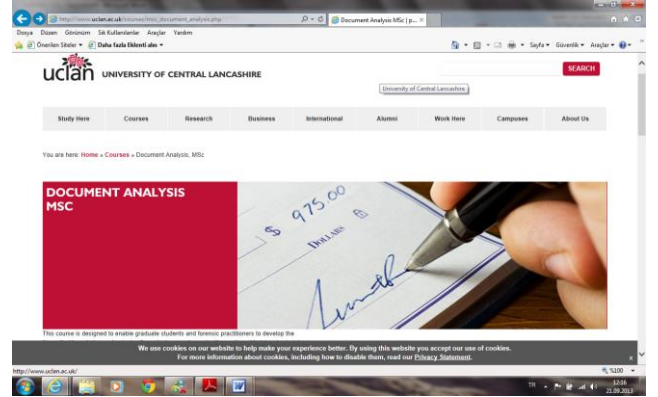 http://www.uclan.ac.uk/courses/msc_document_analysis.php
Document Analysis MSc | p...
Dosya Düzen Görünüm Sık Kullanılanlar Araçlar Yardım
Önerilen Siteler Daha fazla Eklenti alın
Sayfa Güvenlik Araçlar
uclan UNIVERSITY OF CENTRAL LANCASHIRE
SEARCH
University of Central Lancashire
Study Here Courses Research Business International Alumni Work Here Campuses About Us
You are here: Home » Courses » Document Analysis, MSc
DOCUMENT ANALYSIS
MSC
$ 975.00
DOLLARS
This course is designed to enable graduate students and forensic practitioners to develop the
We use cookies on our website to help make your experience better. By using this website you accept our use of cookies.
For more information about cookies, including how to disable them, read our Privacy Statement.
x
http://www.uclan.ac.uk/
%100
TR
12:16
21.09.2013